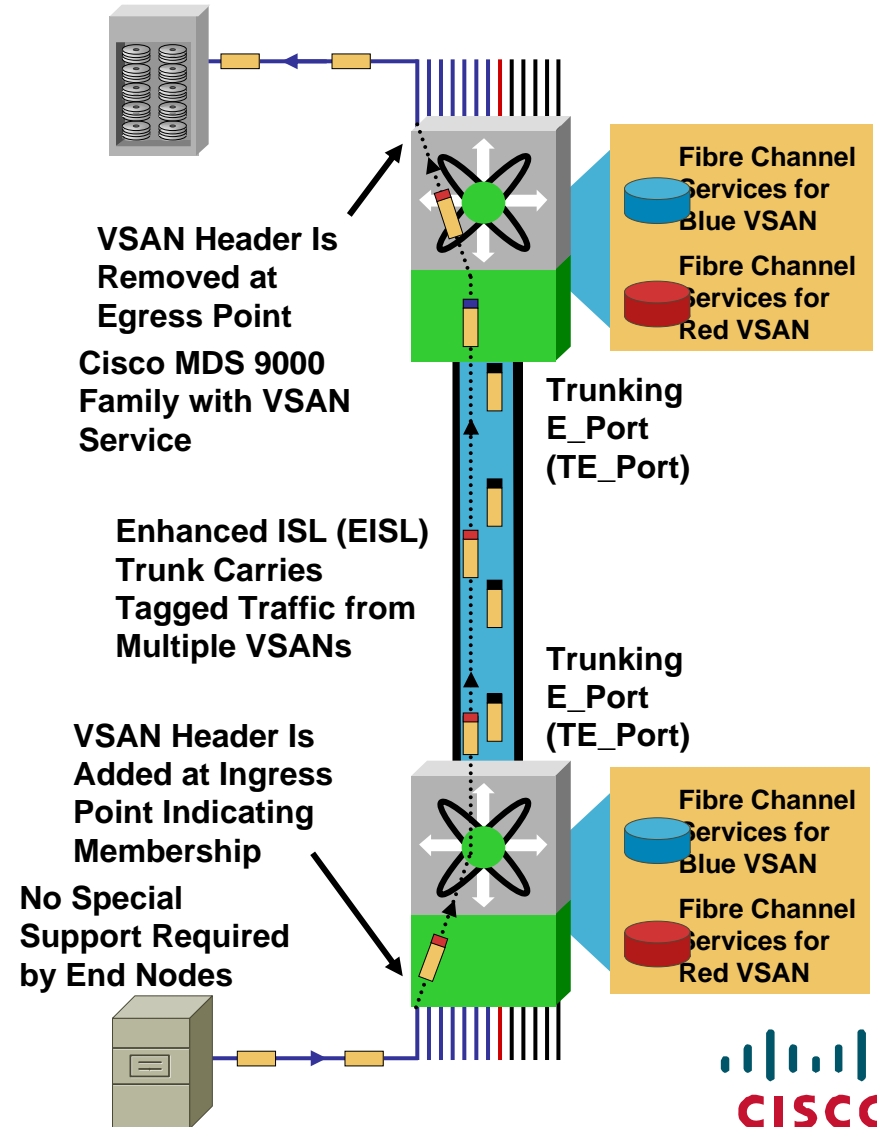 Fibre Channel
Services for
Blue VSAN
Fibre Channel
Services for
Red VSAN
VSAN Header Is
Removed at
Egress Point
Cisco MDS 9000
Family with VSAN
Service
Trunking
E_Port
(TE_Port)
Enhanced ISL (EISL)
Trunk Carries
Tagged Traffic from
Multiple VSANs
Trunking
E_Port
(TE_Port)
VSAN Header Is
Added at Ingress
Point Indicating
Membership
No Special
Support Required
by End Nodes
Fibre Channel
Services for
Blue VSAN
Fibre Channel
Services for
Red VSAN
CISCO